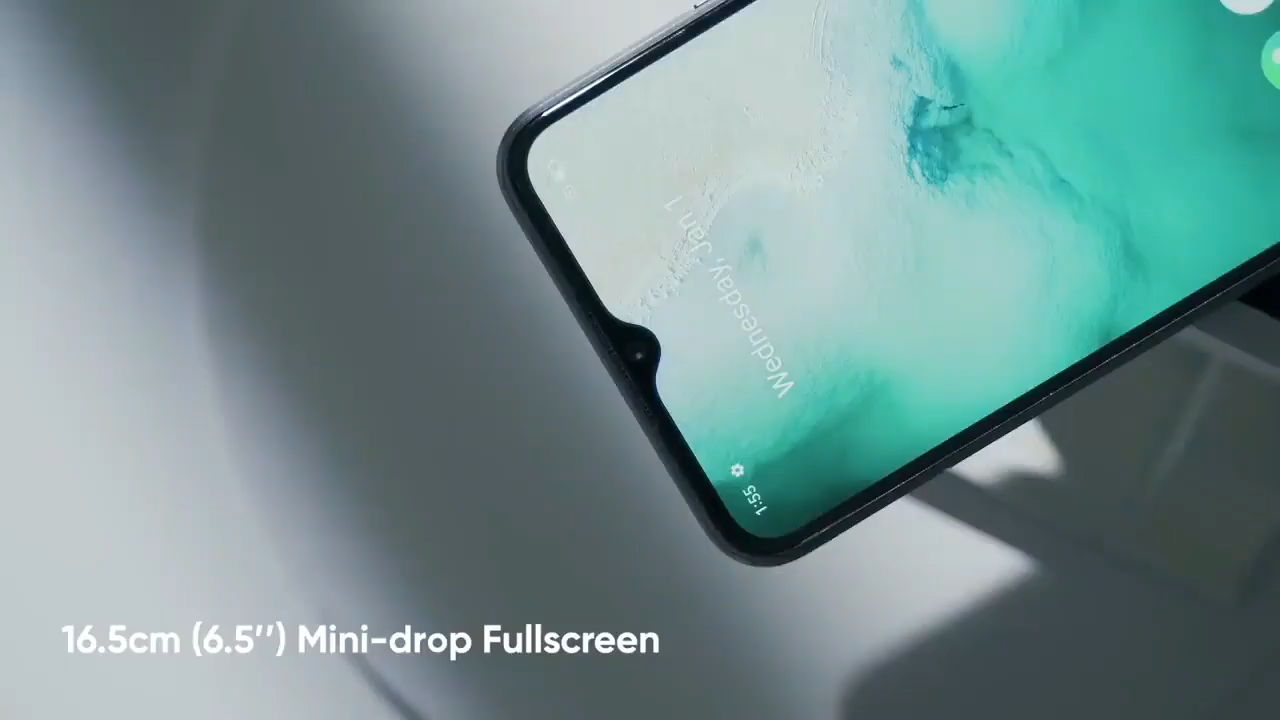 Wednesday, Jan 1
1:55
16.5cm (6.5’’) Mini-drop Fullscreen